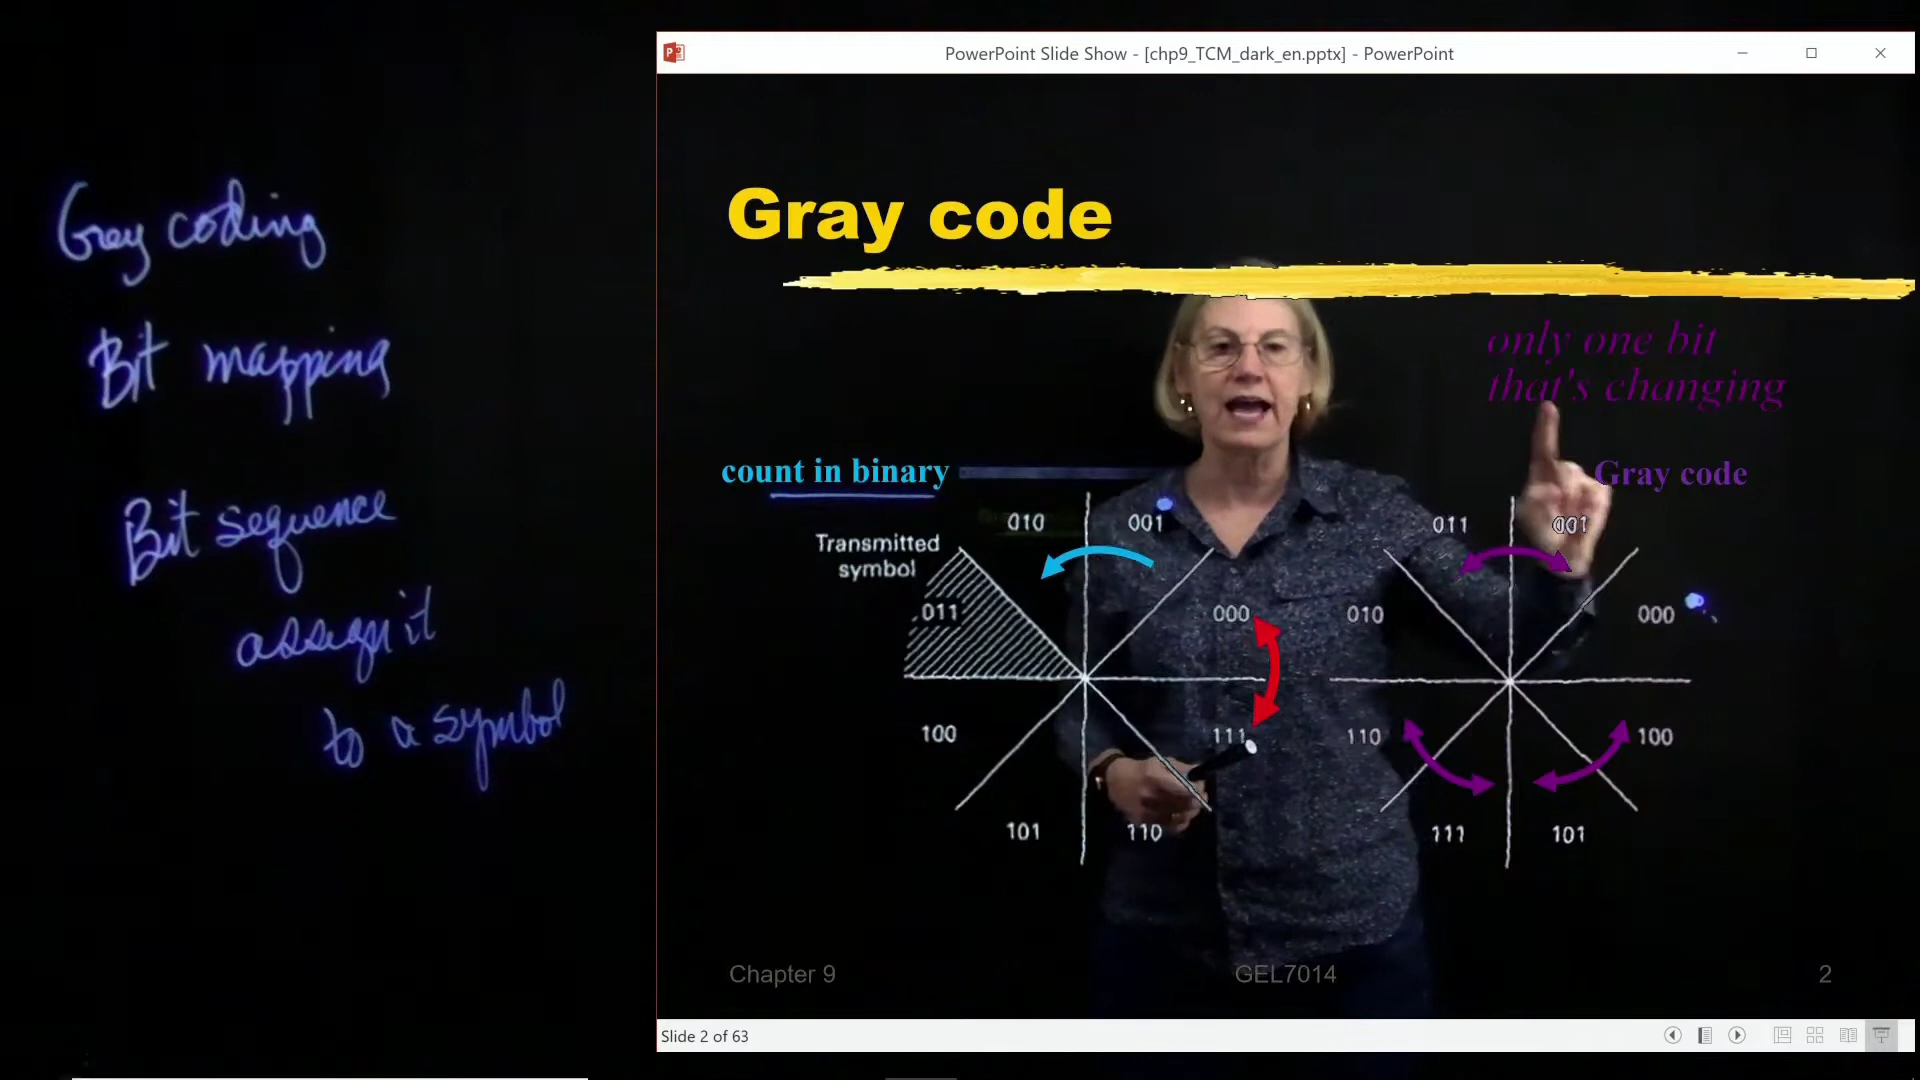 Gray coding
Bit mapping
Bit sequence
assign it
to a symbol
PowerPoint Slide Show - [chp9_TCM_dark_en.pptx] - PowerPoint
Gray code
only one bit
that's changing
count in binary
Gray code
010
001
011
001
Transmitted
symbol
011
000
010
000
100
111
110
100
101
110
111
101
Chapter 9
GEL7014
2
Slide 2 of 63